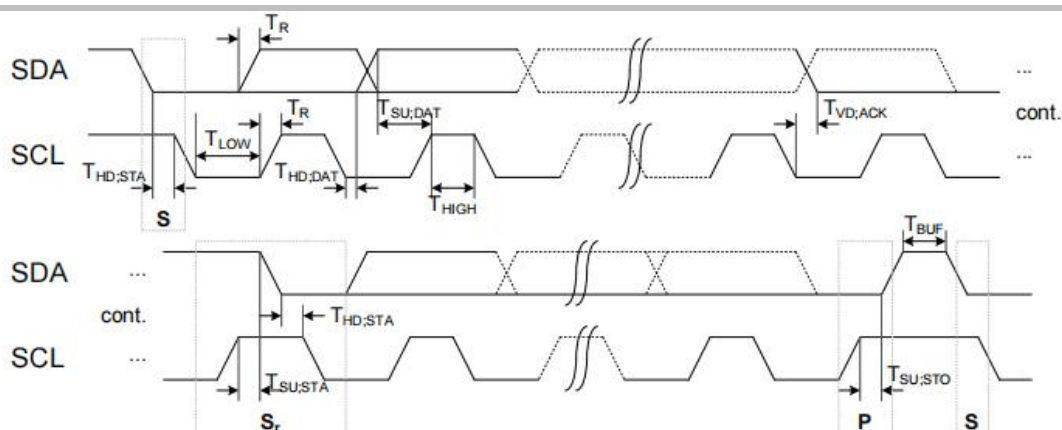 T_R
SDA ...
T_SU;DAT T_VD;ACK
T_LOW T_R cont.
SCL ...
T_HD;STA T_HD;DAT
T_HIGH
S
T_BUF
SDA ...
cont. T_HD;STA
SCL ...
T_SU;STA T_SU;STO
S_r P S